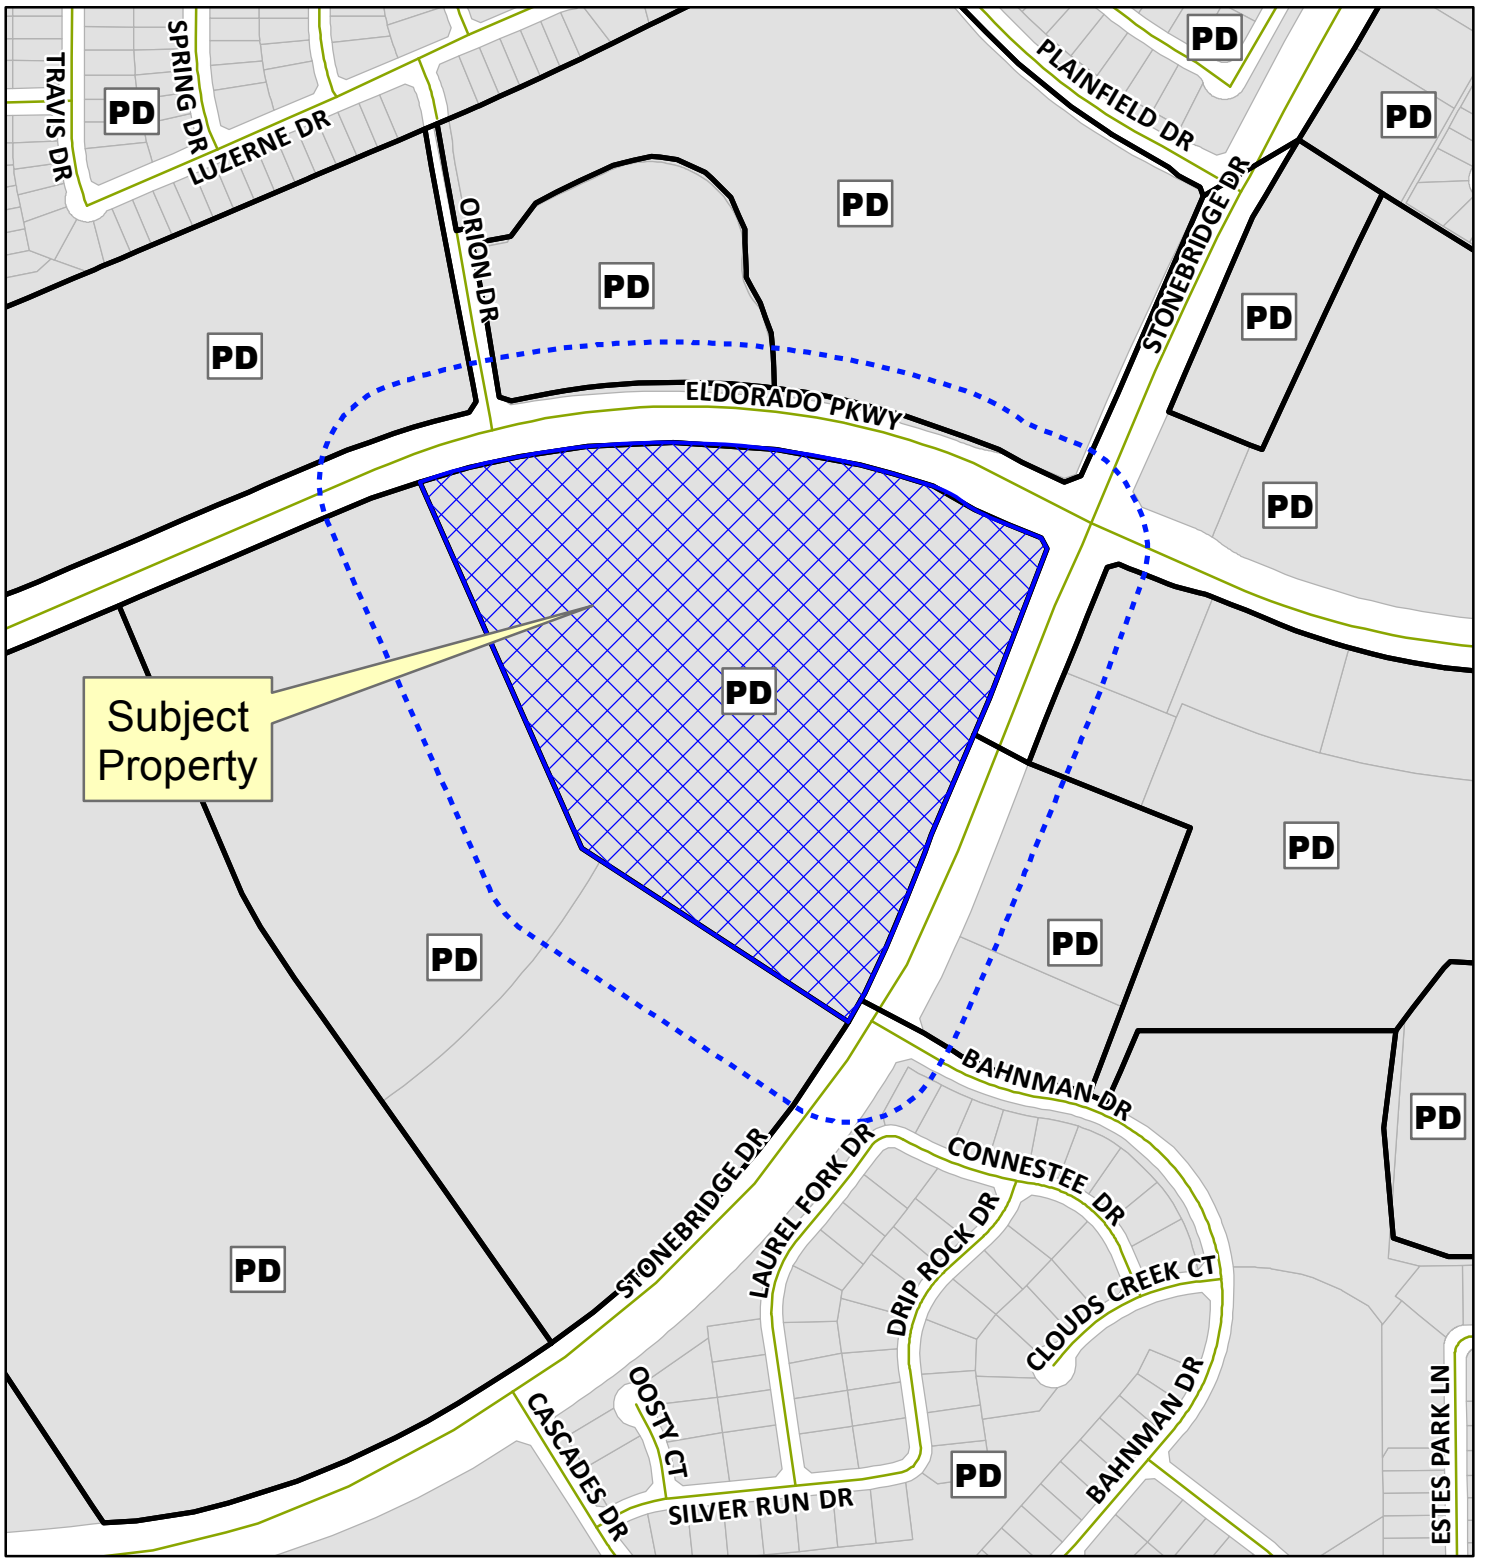 PD
PLAINFIELD DR
TRAVIS DR
SPRING DR
PD
PD
LUZERNE DR
PD
STONEBRIDGE DR
ORION DR
PD
PD
PD
ELDORADO PKWY
PD
PD
Subject
Property
PD
PD
PD
PD
BAHNMAN DR
PD
STONEBRIDGE DR
LAUREL FORK DR
CONNESTEE DR
DRIP ROCK DR
CLOUDS CREEK CT
PD
OOSTY CT
CASCADES DR
SILVER RUN DR
PD
BAHNMAN DR
ESTES PARK LN